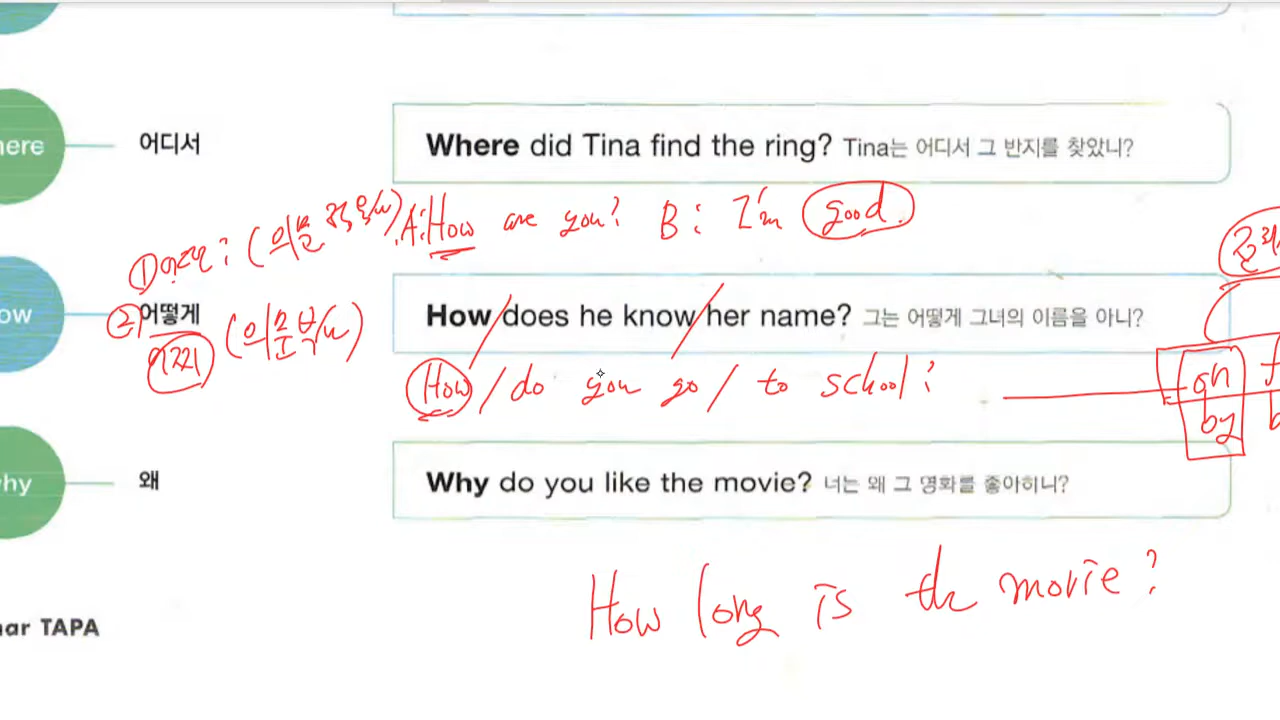 here
어디서
Where did Tina find the ring? Tina는 어디서 그 반지를 찾았니?
A: How are you? B: I'm good.
① : (의문 형용사)
ow
② 어떻게
(의문부사)
How does he know her name? 그는 어떻게 그녀의 이름을 아니?
How / do you go / to school?
on f
by b
hy
왜
Why do you like the movie? 너는 왜 그 영화를 좋아하니?
How long is the movie?
mar TAPA